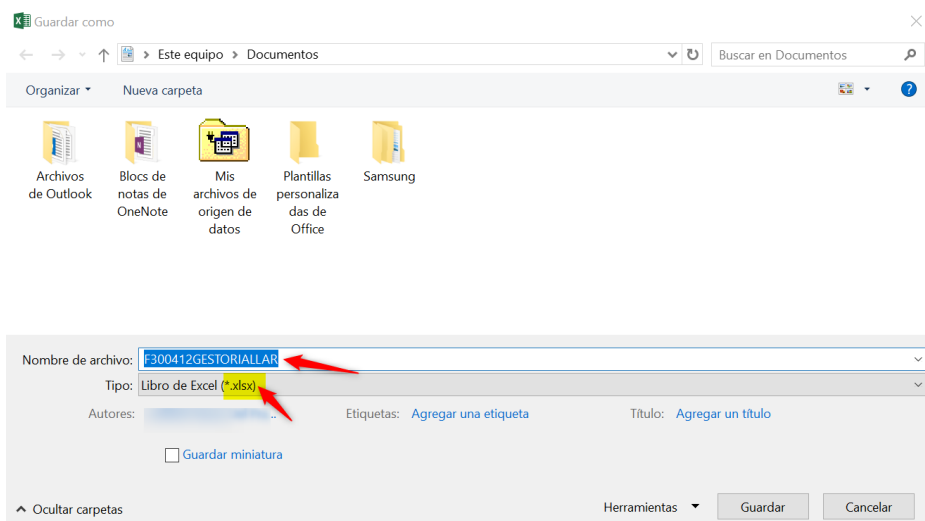 Guardar como
Este equipo > Documentos
Buscar en Documentos
Organizar
Nueva carpeta
?
Archivos de Outlook
Blocs de notas de OneNote
Mis archivos de origen de datos
Plantillas personalizadas de Office
Samsung
Nombre de archivo: F300412GESTORIALLAR
Tipo: Libro de Excel (*.xlsx)
Autores:
Etiquetas: Agregar una etiqueta
Título: Agregar un título
Guardar miniatura
Ocultar carpetas
Herramientas
Guardar
Cancelar